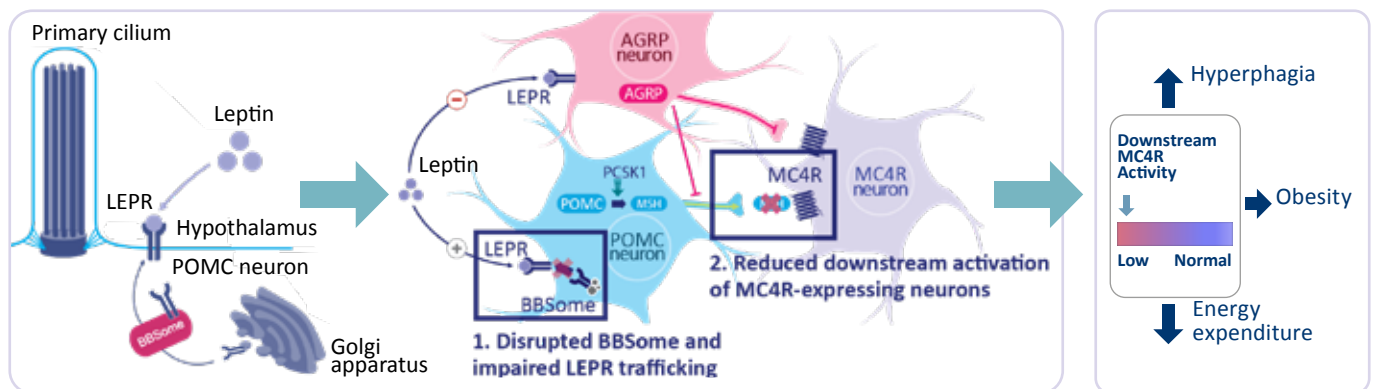 Primary cilium
Leptin
LEPR
Hypothalamus
POMC neuron
BBSome
Golgi
apparatus
AGRP
neuron
AGRP
LEPR
−
Leptin
+
PCSK1
POMC
MSH
POMC
neuron
LEPR
BBSome
1. Disrupted BBSome and
impaired LEPR trafficking
MC4R
MC4R
neuron
2. Reduced downstream activation
of MC4R-expressing neurons
Hyperphagia
Downstream
MC4R
Activity
Low Normal
Obesity
Energy
expenditure